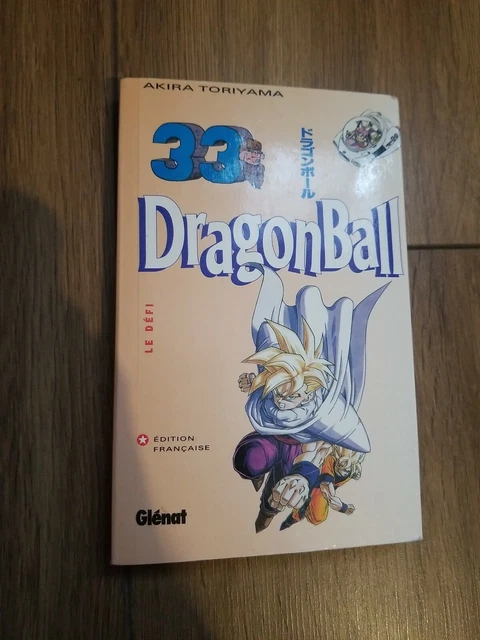 AKIRA TORIYAMA
33
ドラゴンボール
DragonBall
LE DÉFI
ÉDITION
FRANÇAISE
Glénat